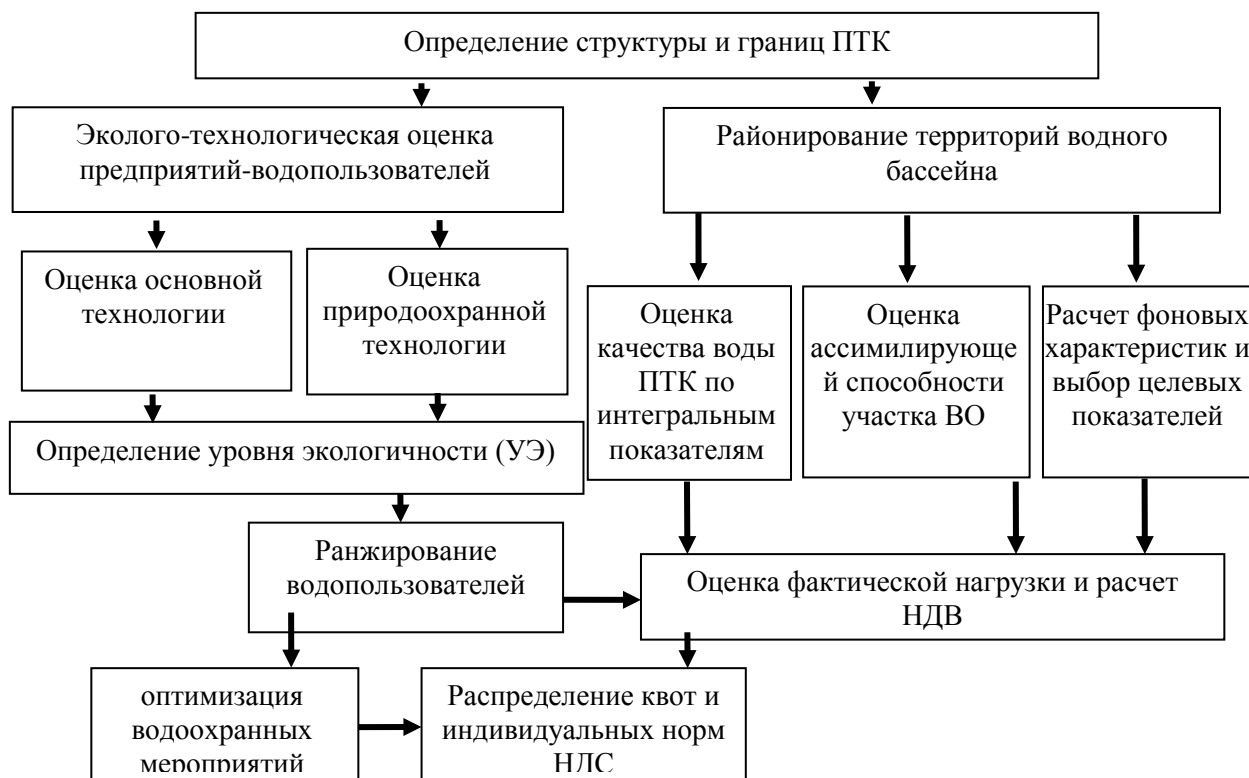 Определение структуры и границ ПТК
Эколого-технологическая оценка
предприятий-водопользователей
Районирование территорий водного
бассейна
Оценка основной
технологии
Оценка
природоохранной
технологии
Оценка
качества воды
ПТК по
интегральным
показателям
Оценка
ассимилирующе
й способности
участка ВО
Расчет фоновых
характеристик и
выбор целевых
показателей
Определение уровня экологичности (УЭ)
Ранжирование
водопользователей
Оценка фактической нагрузки и расчет
НДВ
оптимизация
водоохранных
мероприятий
Распределение квот и
индивидуальных норм
НДС